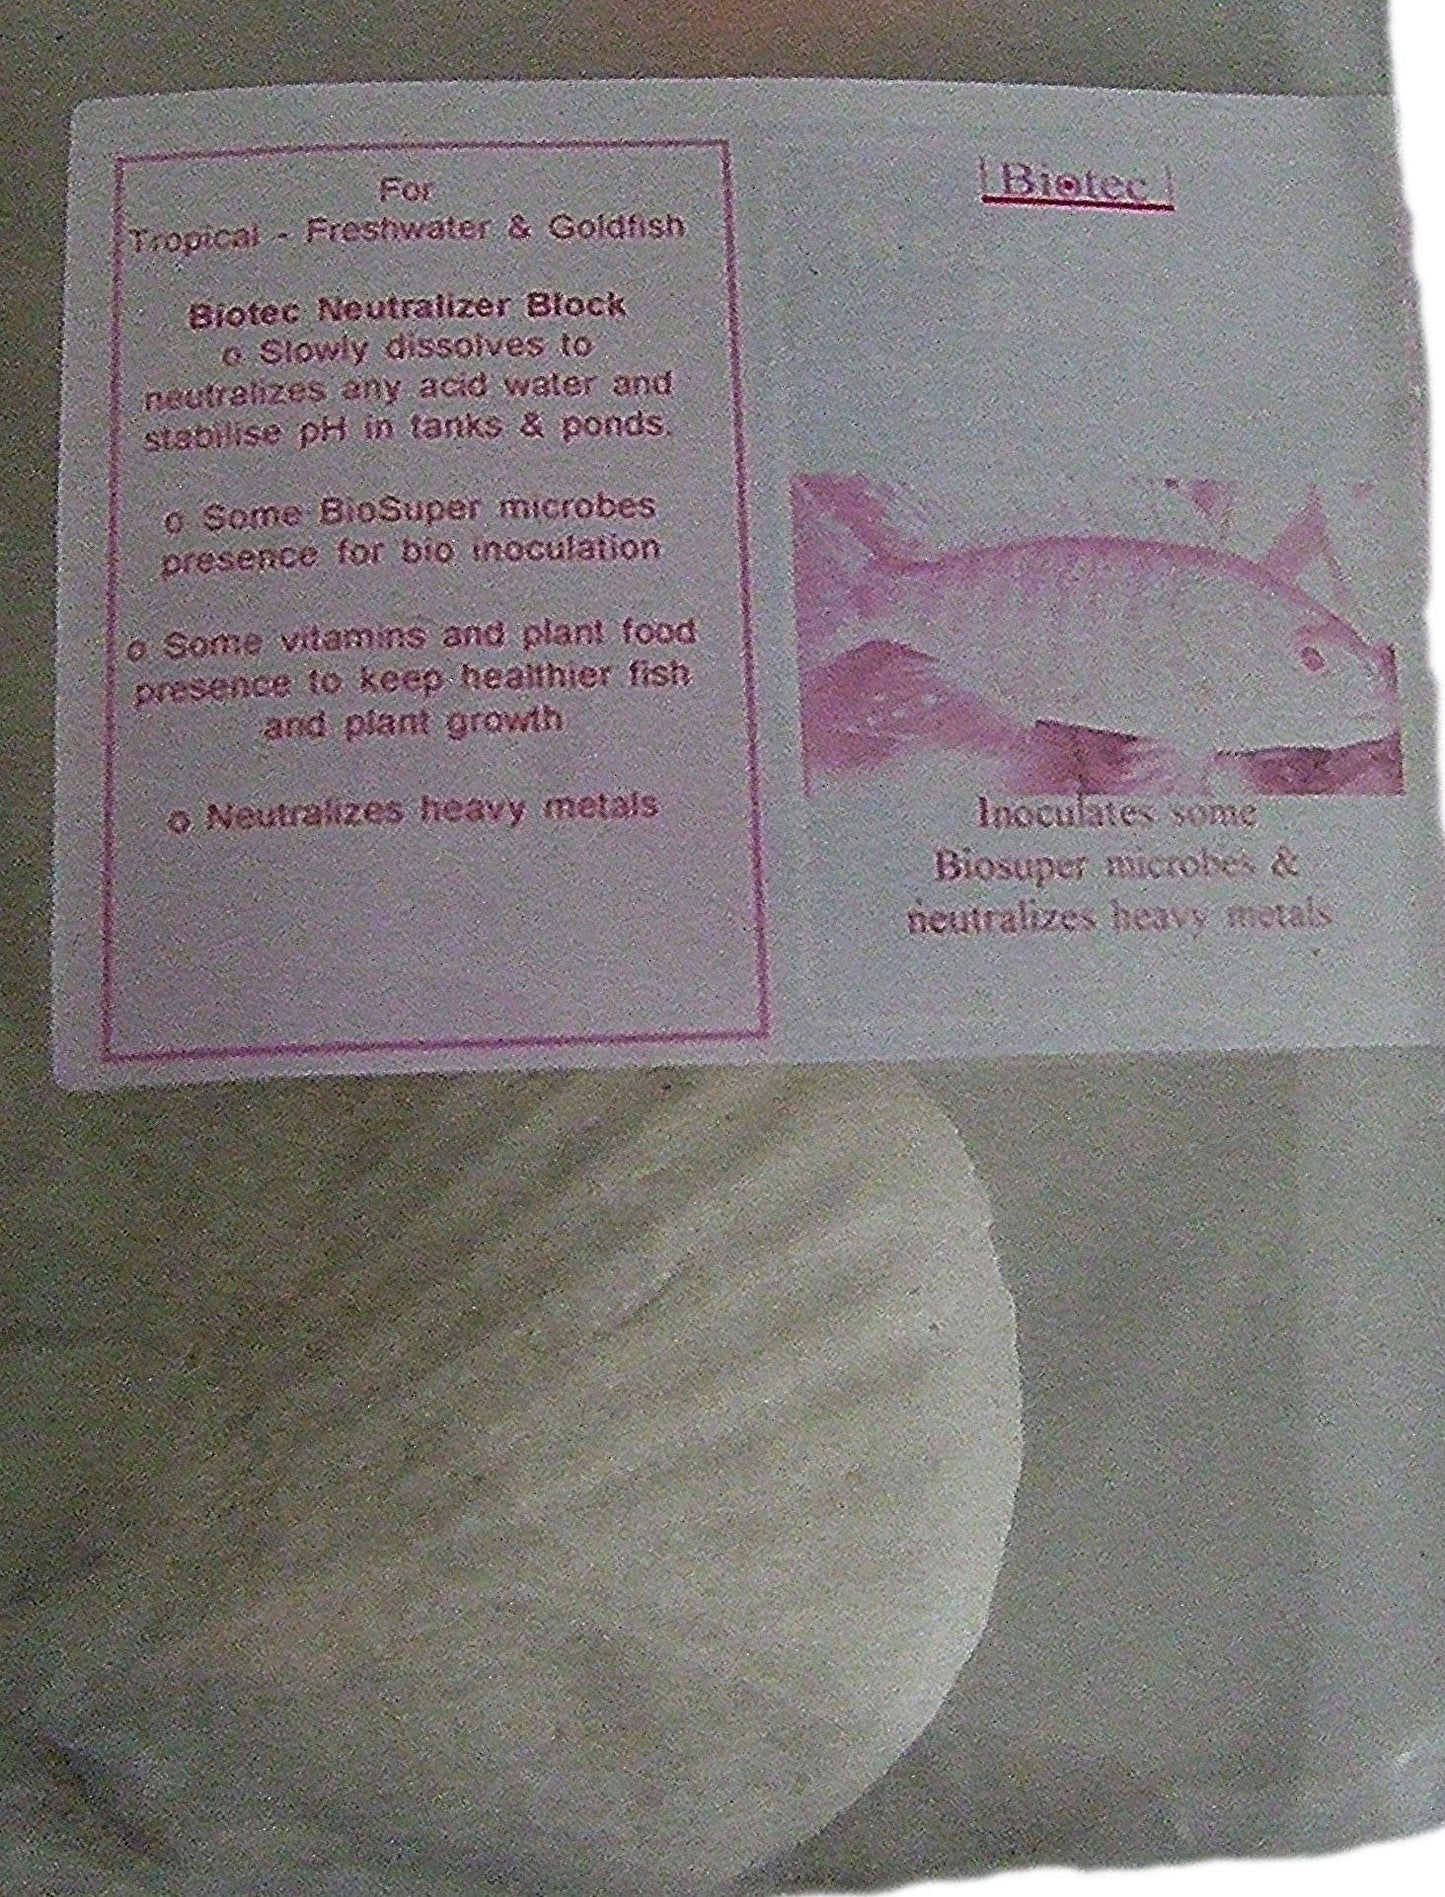 For
Tropical - Freshwater & Goldfish
Biotec Neutralizer Block
o Slowly dissolves to
neutralizes any acid water and
stabilise pH in tanks & ponds.
o Some BioSuper microbes
presence for bio inoculation
o Some vitamins and plant food
presence to keep healthier fish
and plant growth
o Neutralizes heavy metals
Biotec
Inoculates some
Biosuper microbes &
neutralizes heavy metals